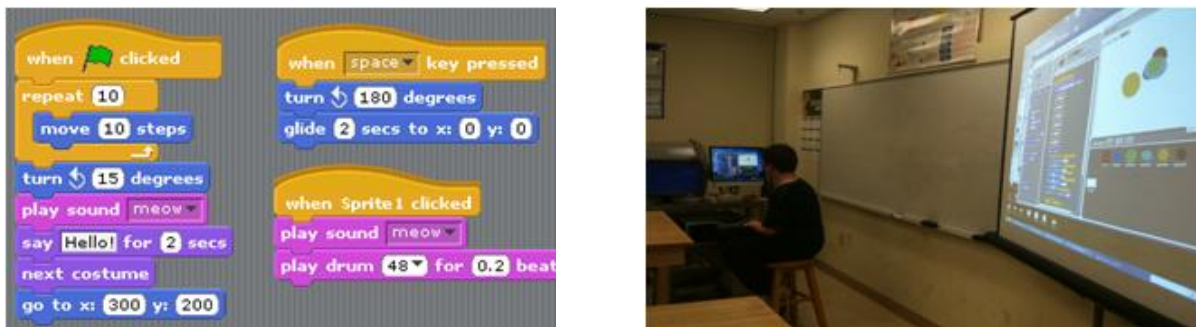 when clicked
repeat 10
move 10 steps
turn 15 degrees
play sound meow
say Hello! for 2 secs
next costume
go to x: 300 y: 200
when space key pressed
turn 180 degrees
glide 2 secs to x: 0 y: 0
when Sprite1 clicked
play sound meow
play drum 48 for 0.2 beat